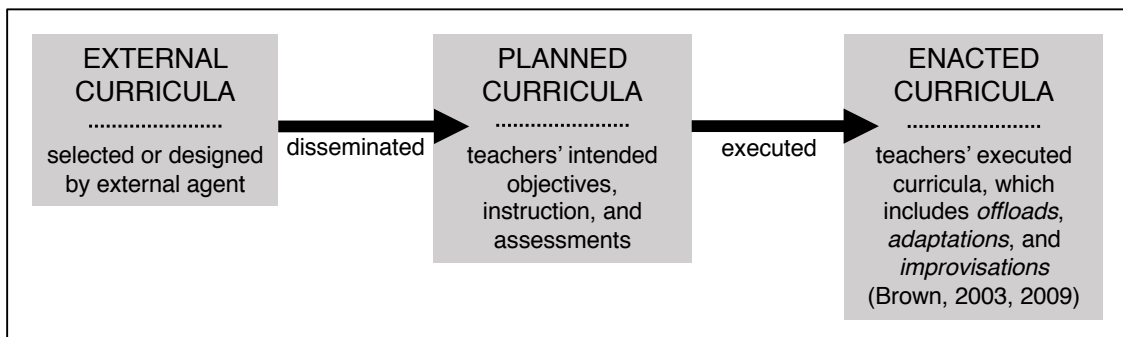 EXTERNAL
CURRICULA
selected or designed
by external agent
disseminated
PLANNED
CURRICULA
teachers’ intended
objectives,
instruction, and
assessments
executed
ENACTED
CURRICULA
teachers’ executed
curricula, which
includes offloads,
adaptations, and
improvisations
(Brown, 2003, 2009)